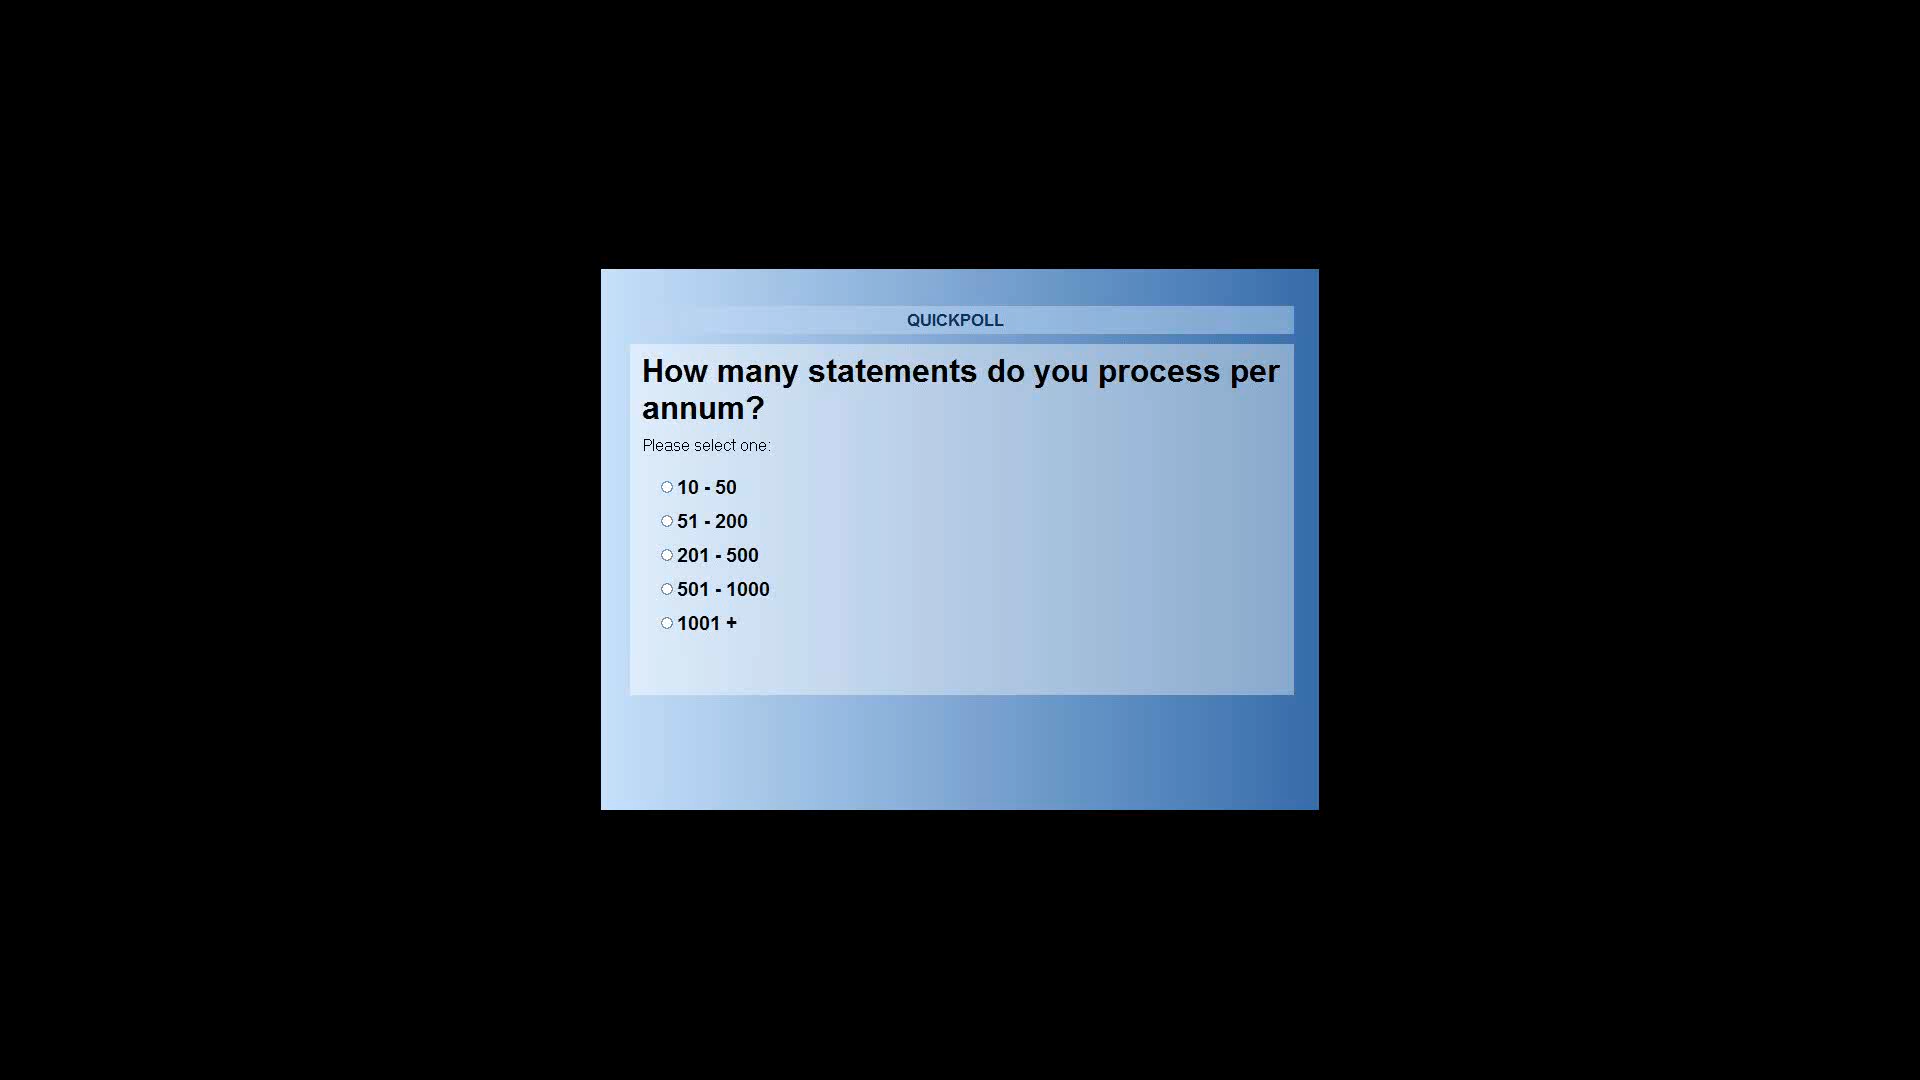 QUICKPOLL
How many statements do you process per
annum?
Please select one:
10 - 50
51 - 200
201 - 500
501 - 1000
1001 +